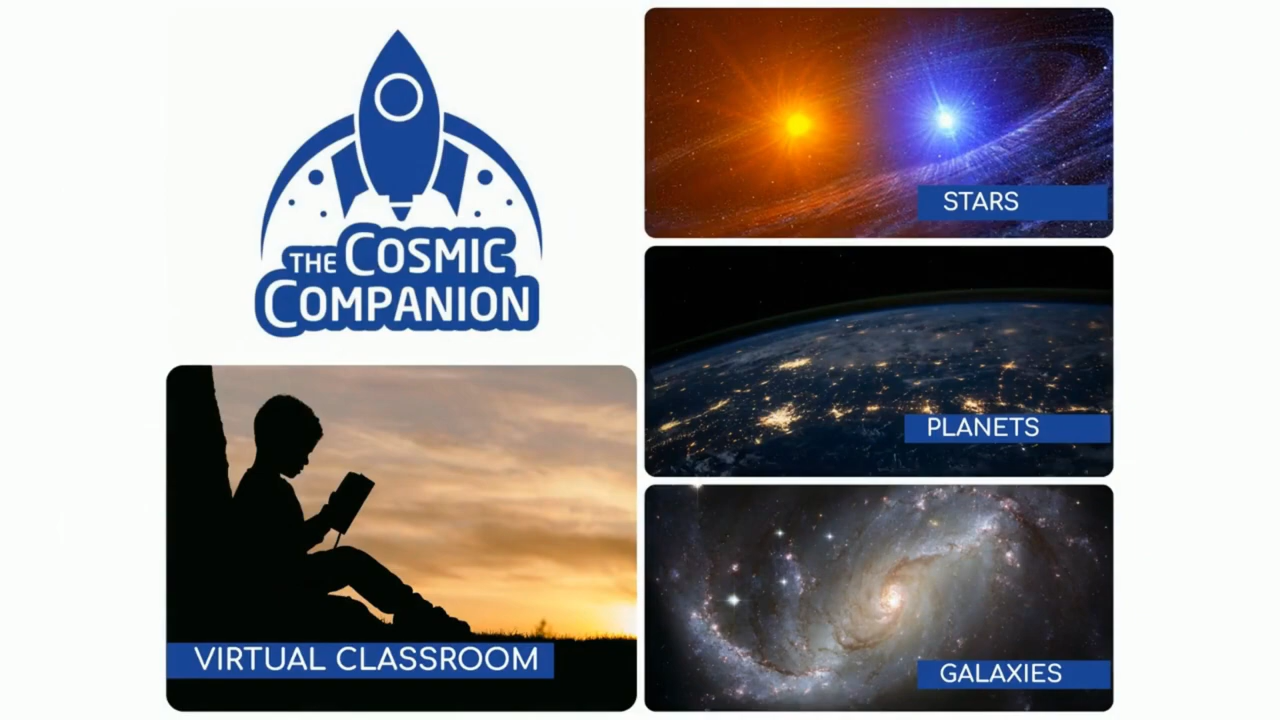 THE COSMIC
COMPANION
VIRTUAL CLASSROOM
STARS
PLANETS
GALAXIES